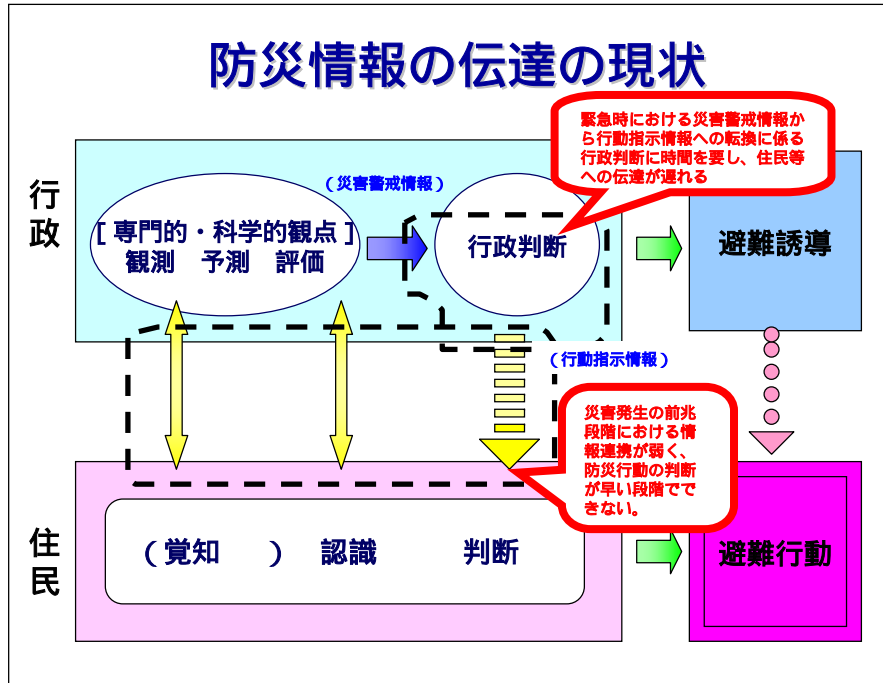 防災情報の伝達の現状
緊急時における災害警戒情報か
ら行動指示情報への転換に係る
行政判断に時間を要し、住民等
への伝達が遅れる
行政
(災害警戒情報)
[専門的・科学的観点]
観測 予測 評価
行政判断
避難誘導
(行動指示情報)
災害発生の前兆
段階における情
報連携が弱く、
防災行動の判断
が早い段階でで
きない。
住民
(覚知 ) 認識 判断
避難行動